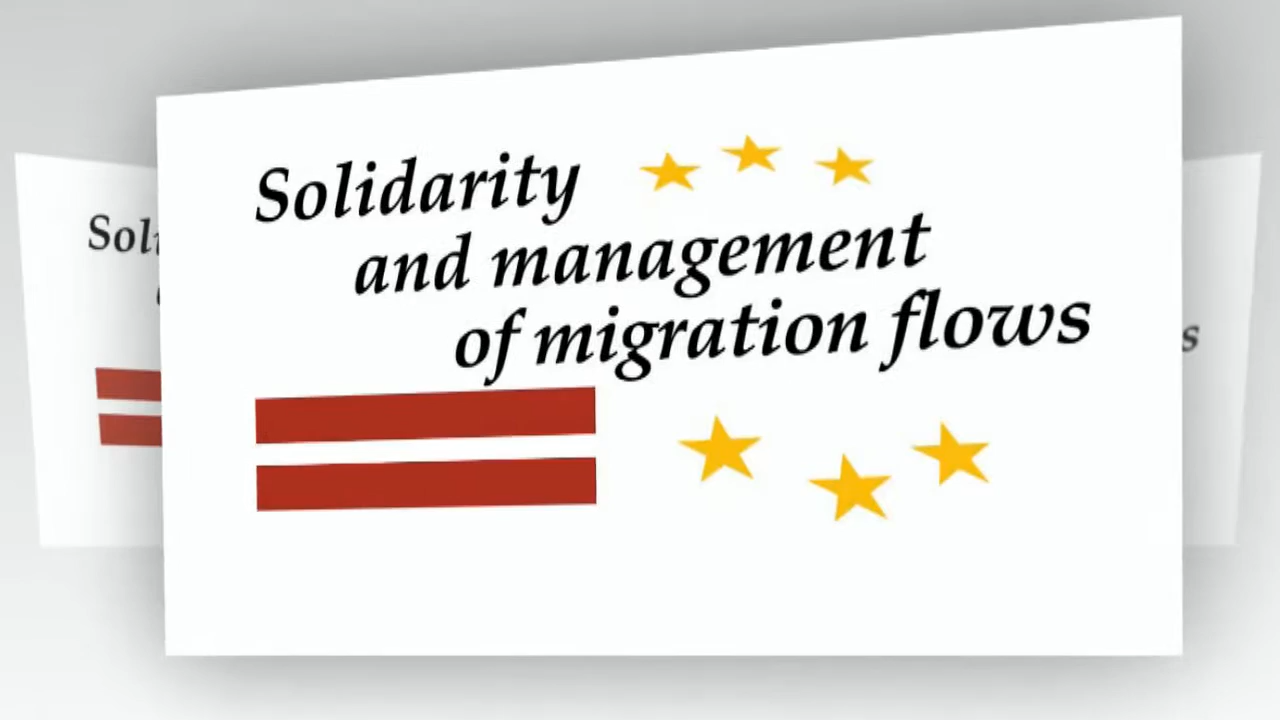 Solidarity
and management
of migration flows